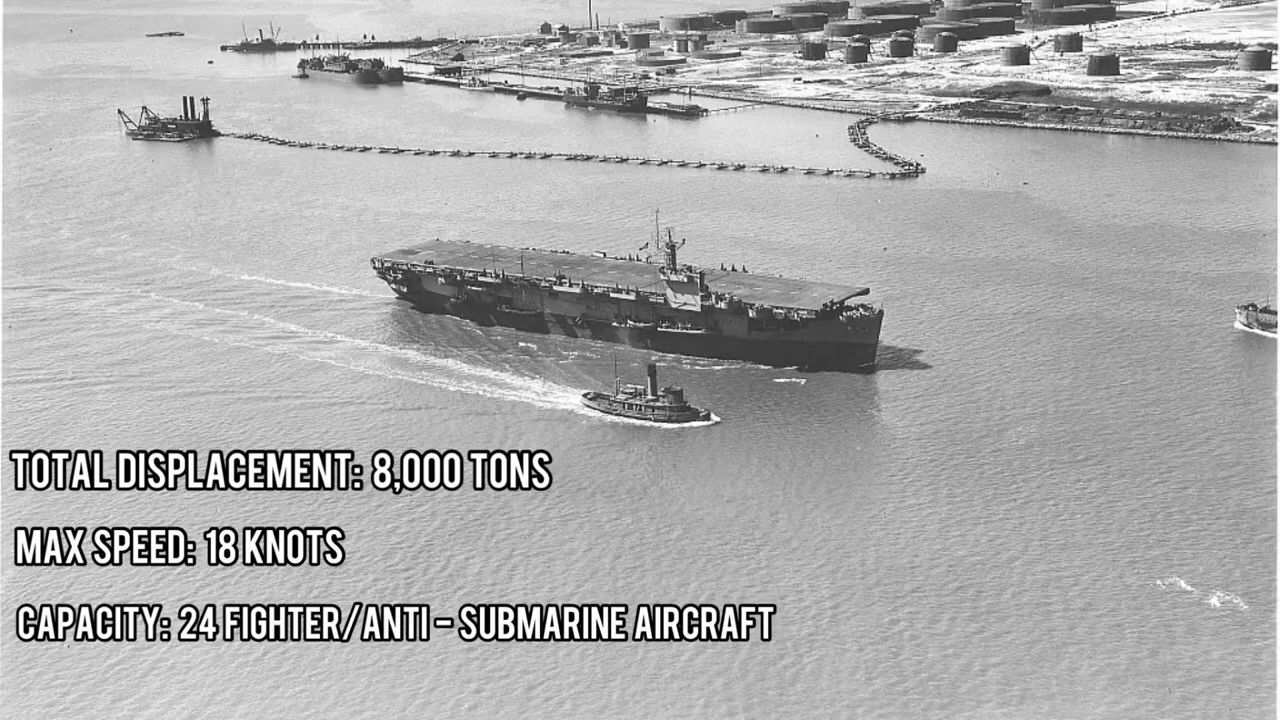 TOTAL DISPLACEMENT: 8,000 TONS
MAX SPEED: 18 KNOTS
CAPACITY: 24 FIGHTER/ANTI - SUBMARINE AIRCRAFT